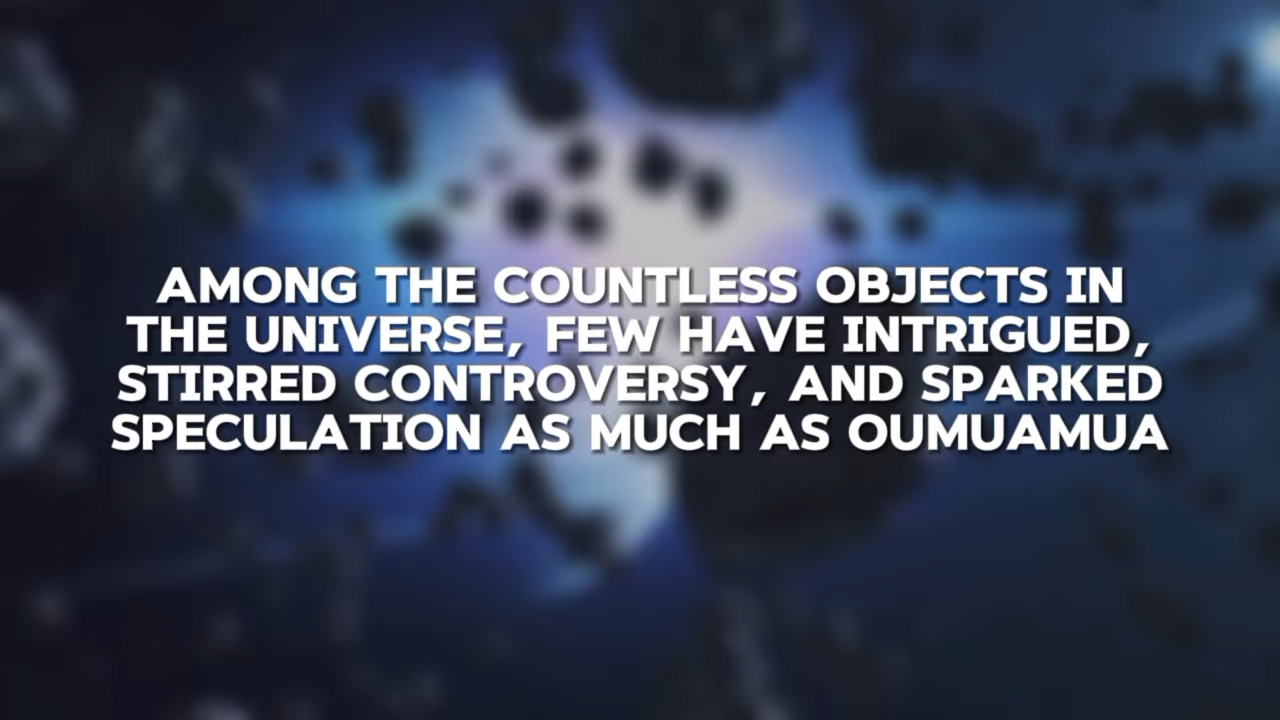 AMONG THE COUNTLESS OBJECTS IN
THE UNIVERSE, FEW HAVE INTRIGUED,
STIRRED CONTROVERSY, AND SPARKED
SPECULATION AS MUCH AS OUMUAMUA